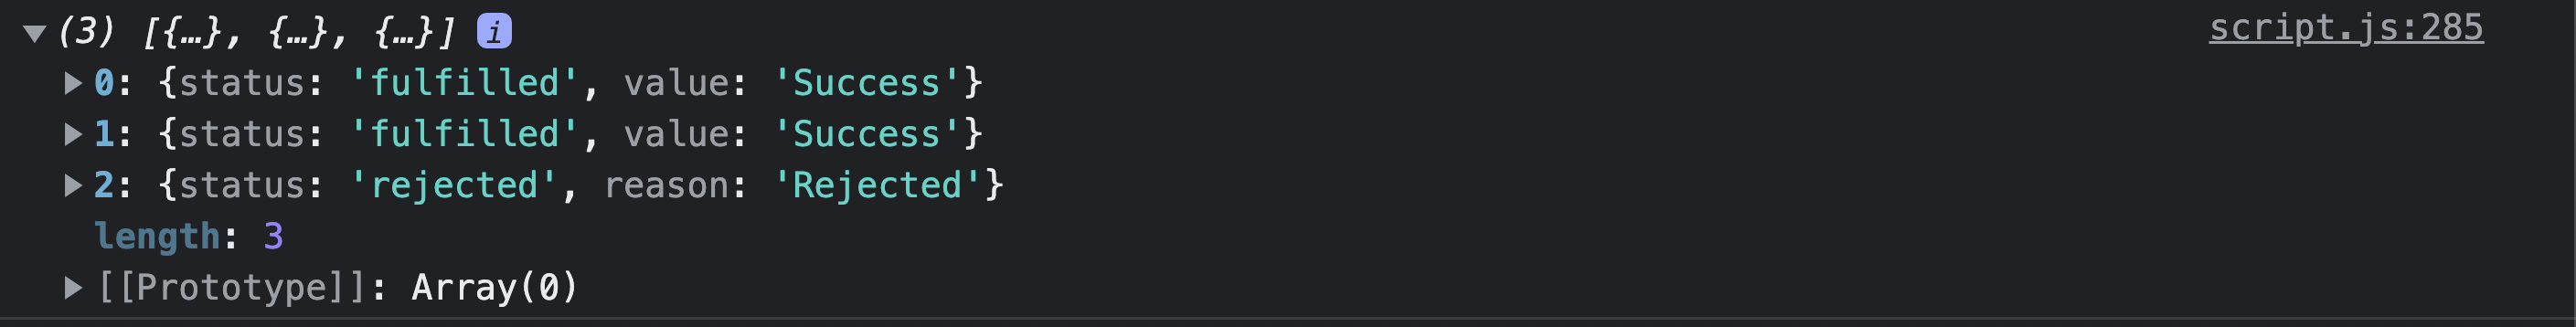 ▼(3) [{…}, {…}, {…}] i script.js:285
▶0: {status: 'fulfilled', value: 'Success'}
▶1: {status: 'fulfilled', value: 'Success'}
▶2: {status: 'rejected', reason: 'Rejected'}
length: 3
▶[[Prototype]]: Array(0)